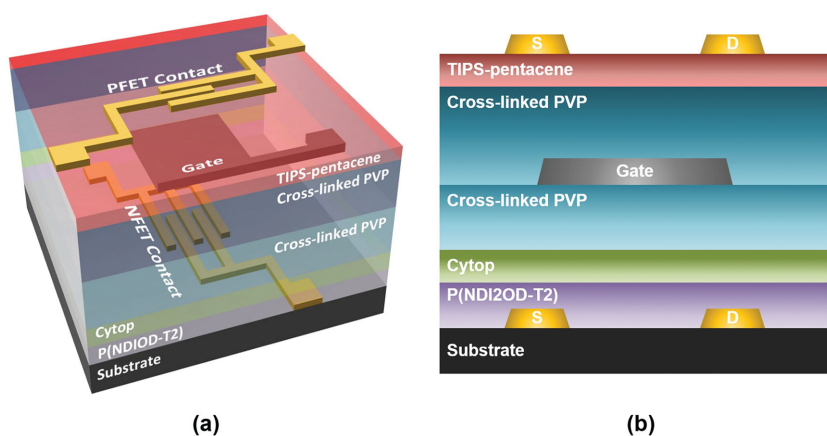 PFET Contact
Gate
TIPS-pentacene
Cross-linked PVP
Cross-linked PVP
NFET Contact
Cytop
P(NDIOD-T2)
Substrate
(a)
S D
TIPS-pentacene
Cross-linked PVP
Gate
Cross-linked PVP
Cytop
P(NDI2OD-T2)
S D
Substrate
(b)